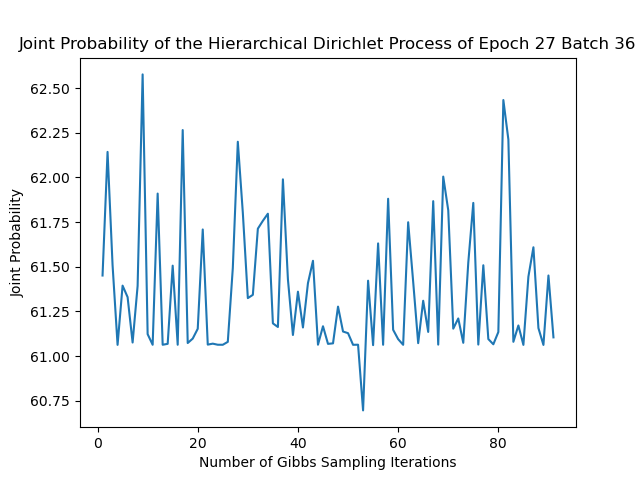 Joint Probability of the Hierarchical Dirichlet Process of Epoch 27 Batch 36
62.50
62.25
62.00
61.75
61.50
61.25
61.00
60.75
Joint Probability
0 20 40 60 80
Number of Gibbs Sampling Iterations